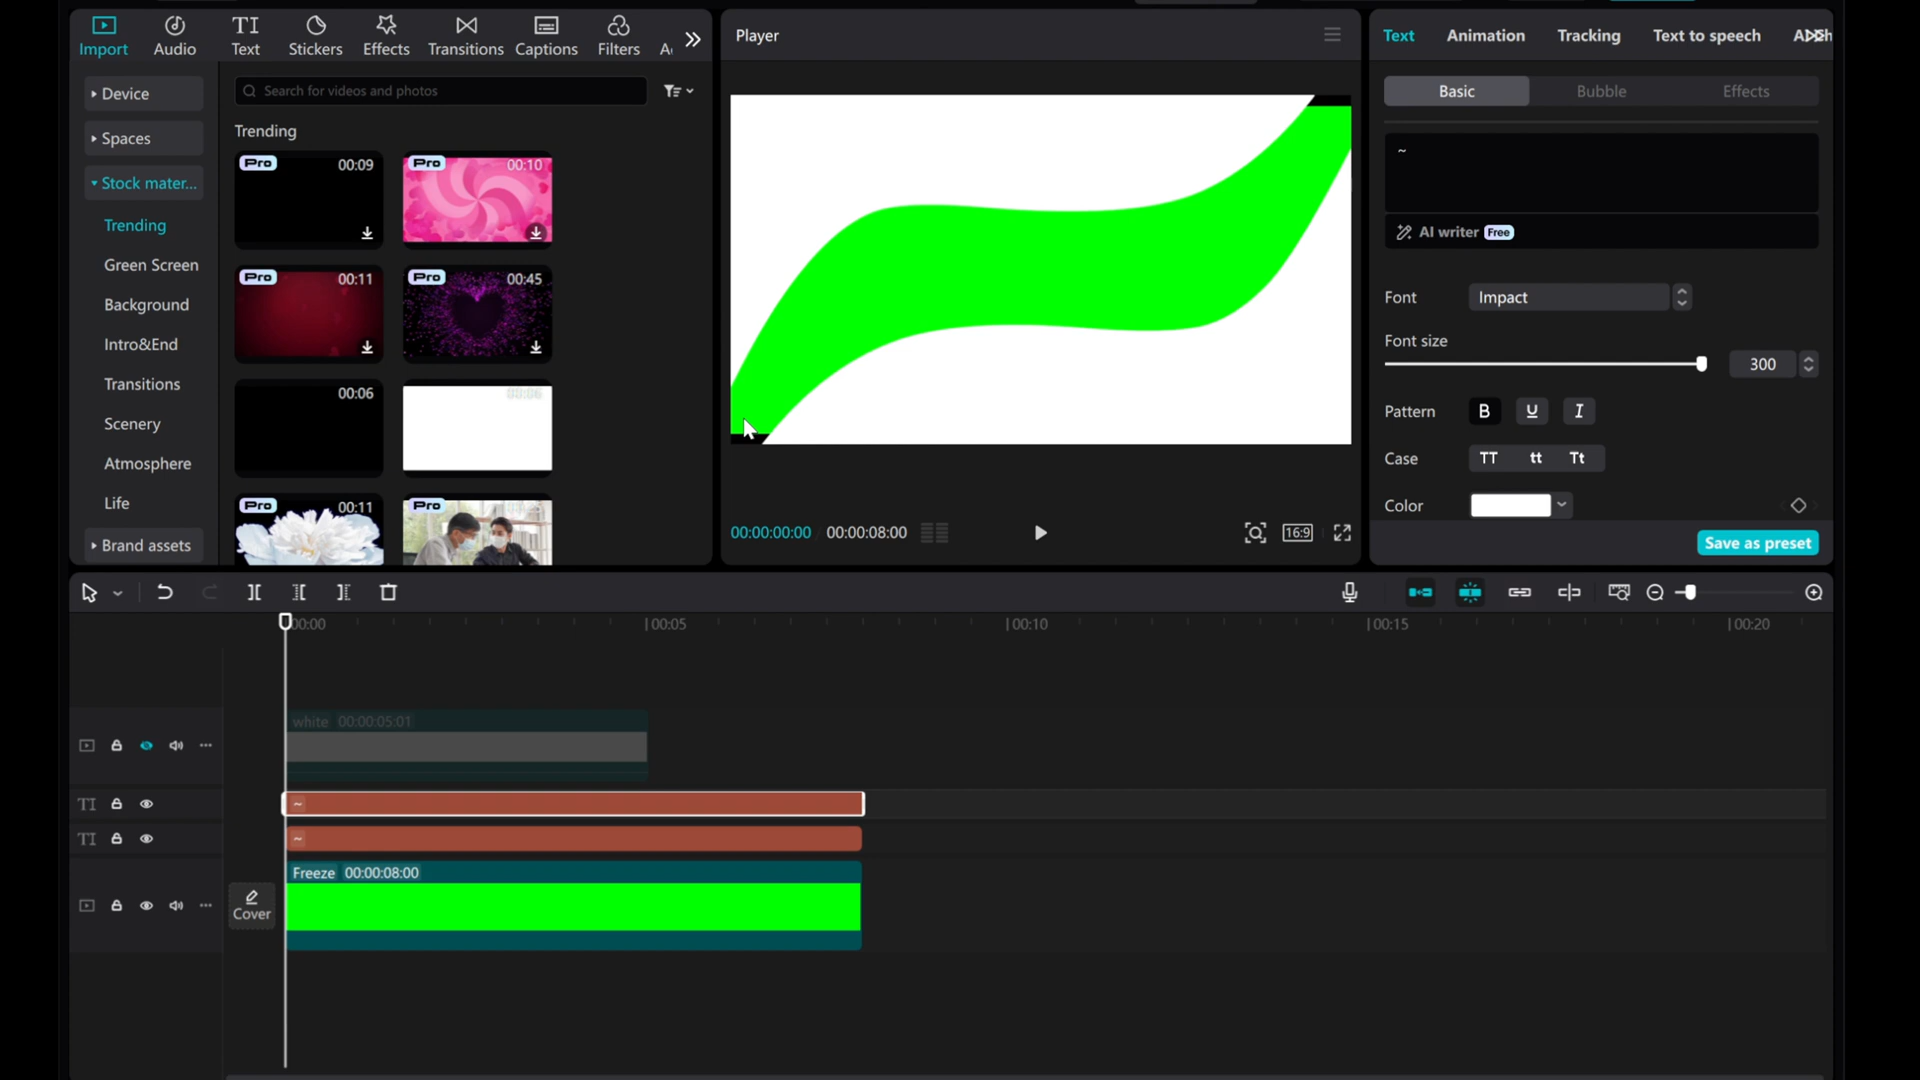 Import
Audio
Text
Stickers
Effects
Transitions
Captions
Filters
Device
Spaces
Stock mater...
Trending
Green Screen
Background
Intro&End
Transitions
Scenery
Atmosphere
Life
Brand assets
Search for videos and photos
Trending
Pro 00:09
Pro 00:10
Pro 00:11
Pro 00:45
00:06
00:06
Pro 00:11
Pro
Player
00:00:00:00 00:00:08:00
16:9
Text
Animation
Tracking
Text to speech
Basic
Bubble
Effects
~
AI writer Free
Font Impact
Font size
300
Pattern B U I
Case TT tt Tt
Color
Save as preset
00:00
00:05
00:10
00:15
00:20
white 00:00:05:01
TI ~
TI ~
Cover
Freeze 00:00:08:00